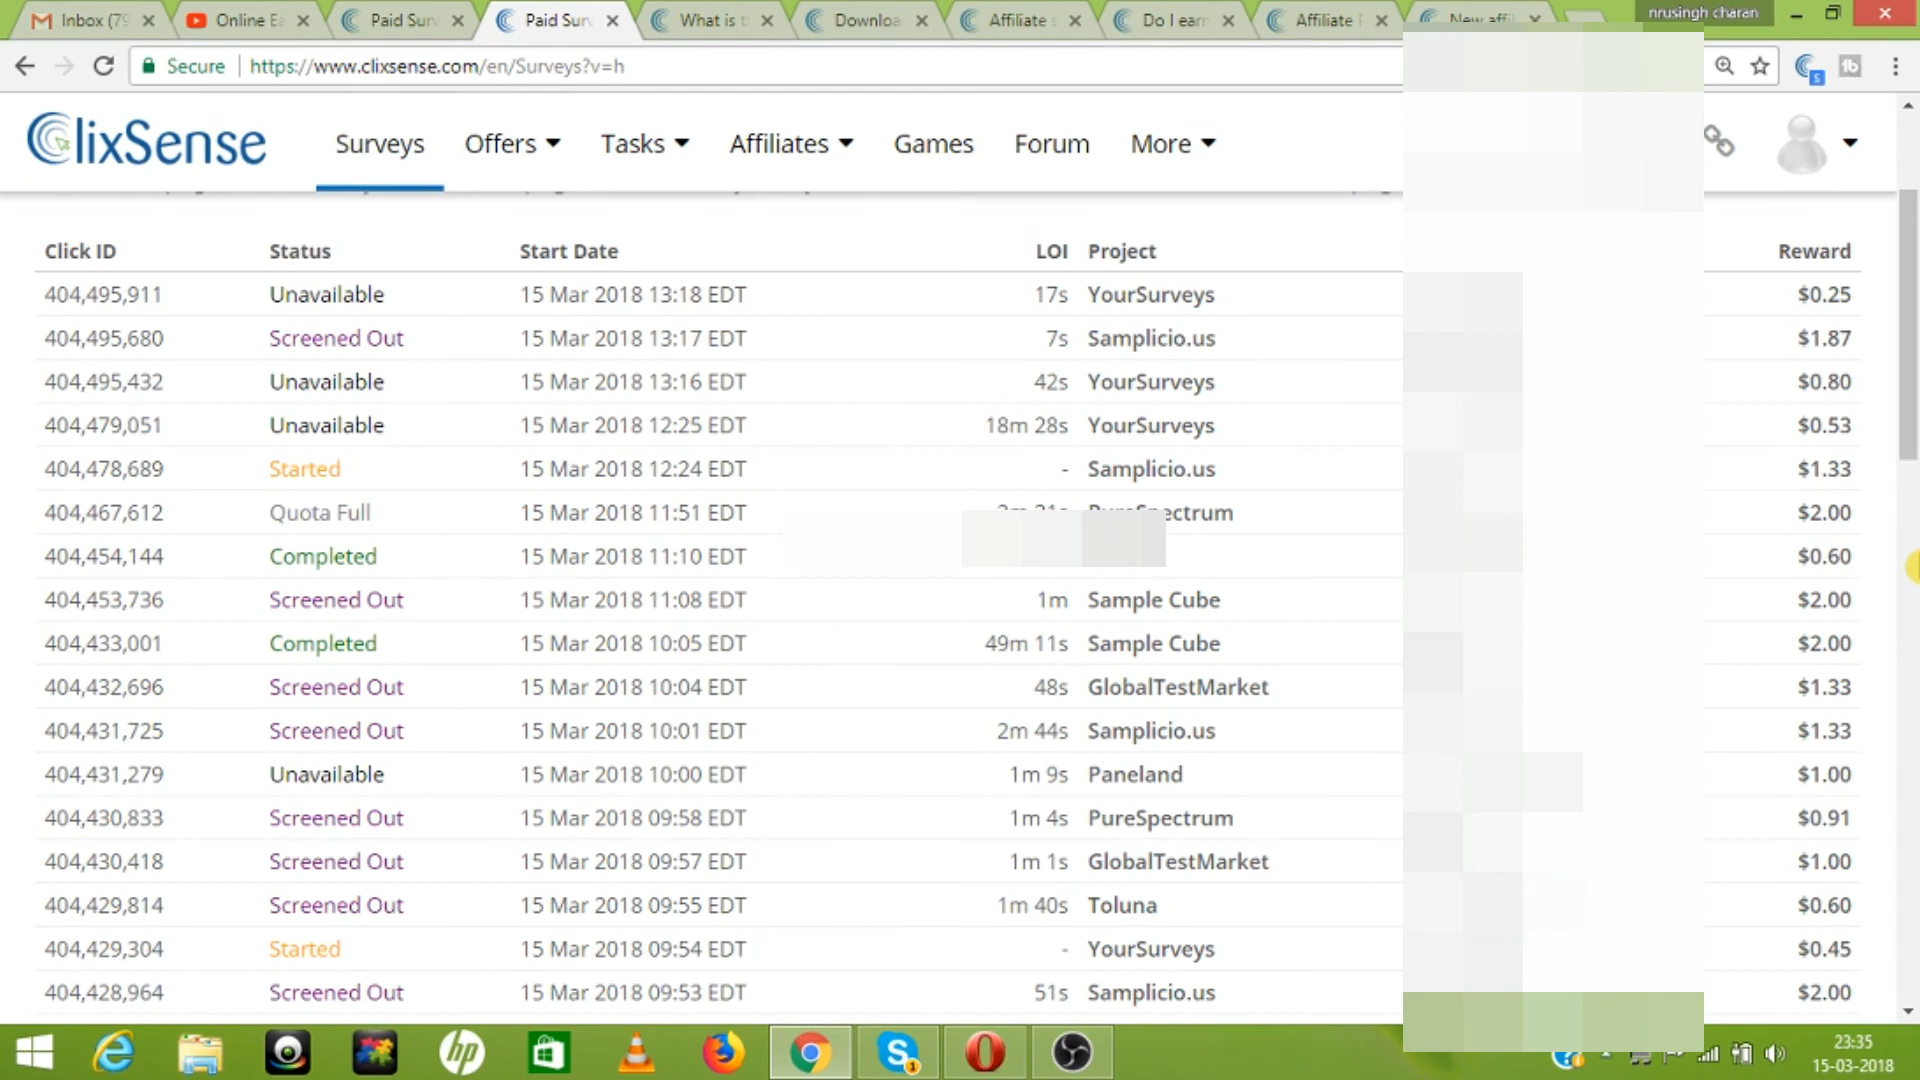 Inbox (79
Online Ea
Paid Surv
Paid Surv
What is t
Downloa
Affiliate s
Do I earn
Affiliate P
New affili
nrusingh charan
Secure
https://www.clixsense.com/en/Surveys?v=h
ClixSense
Surveys
Offers
Tasks
Affiliates
Games
Forum
More
Click ID Status Start Date LOI Project Reward
404,495,911 Unavailable 15 Mar 2018 13:18 EDT 17s YourSurveys $0.25
404,495,680 Screened Out 15 Mar 2018 13:17 EDT 7s Samplicio.us $1.87
404,495,432 Unavailable 15 Mar 2018 13:16 EDT 42s YourSurveys $0.80
404,479,051 Unavailable 15 Mar 2018 12:25 EDT 18m 28s YourSurveys $0.53
404,478,689 Started 15 Mar 2018 12:24 EDT - Samplicio.us $1.33
404,467,612 Quota Full 15 Mar 2018 11:51 EDT PureSpectrum $2.00
404,454,144 Completed 15 Mar 2018 11:10 EDT $0.60
404,453,736 Screened Out 15 Mar 2018 11:08 EDT 1m Sample Cube $2.00
404,433,001 Completed 15 Mar 2018 10:05 EDT 49m 11s Sample Cube $2.00
404,432,696 Screened Out 15 Mar 2018 10:04 EDT 48s GlobalTestMarket $1.33
404,431,725 Screened Out 15 Mar 2018 10:01 EDT 2m 44s Samplicio.us $1.33
404,431,279 Unavailable 15 Mar 2018 10:00 EDT 1m 9s Paneland $1.00
404,430,833 Screened Out 15 Mar 2018 09:58 EDT 1m 4s PureSpectrum $0.91
404,430,418 Screened Out 15 Mar 2018 09:57 EDT 1m 1s GlobalTestMarket $1.00
404,429,814 Screened Out 15 Mar 2018 09:55 EDT 1m 40s Toluna $0.60
404,429,304 Started 15 Mar 2018 09:54 EDT - YourSurveys $0.45
404,428,964 Screened Out 15 Mar 2018 09:53 EDT 51s Samplicio.us $2.00
23:35
15-03-2018